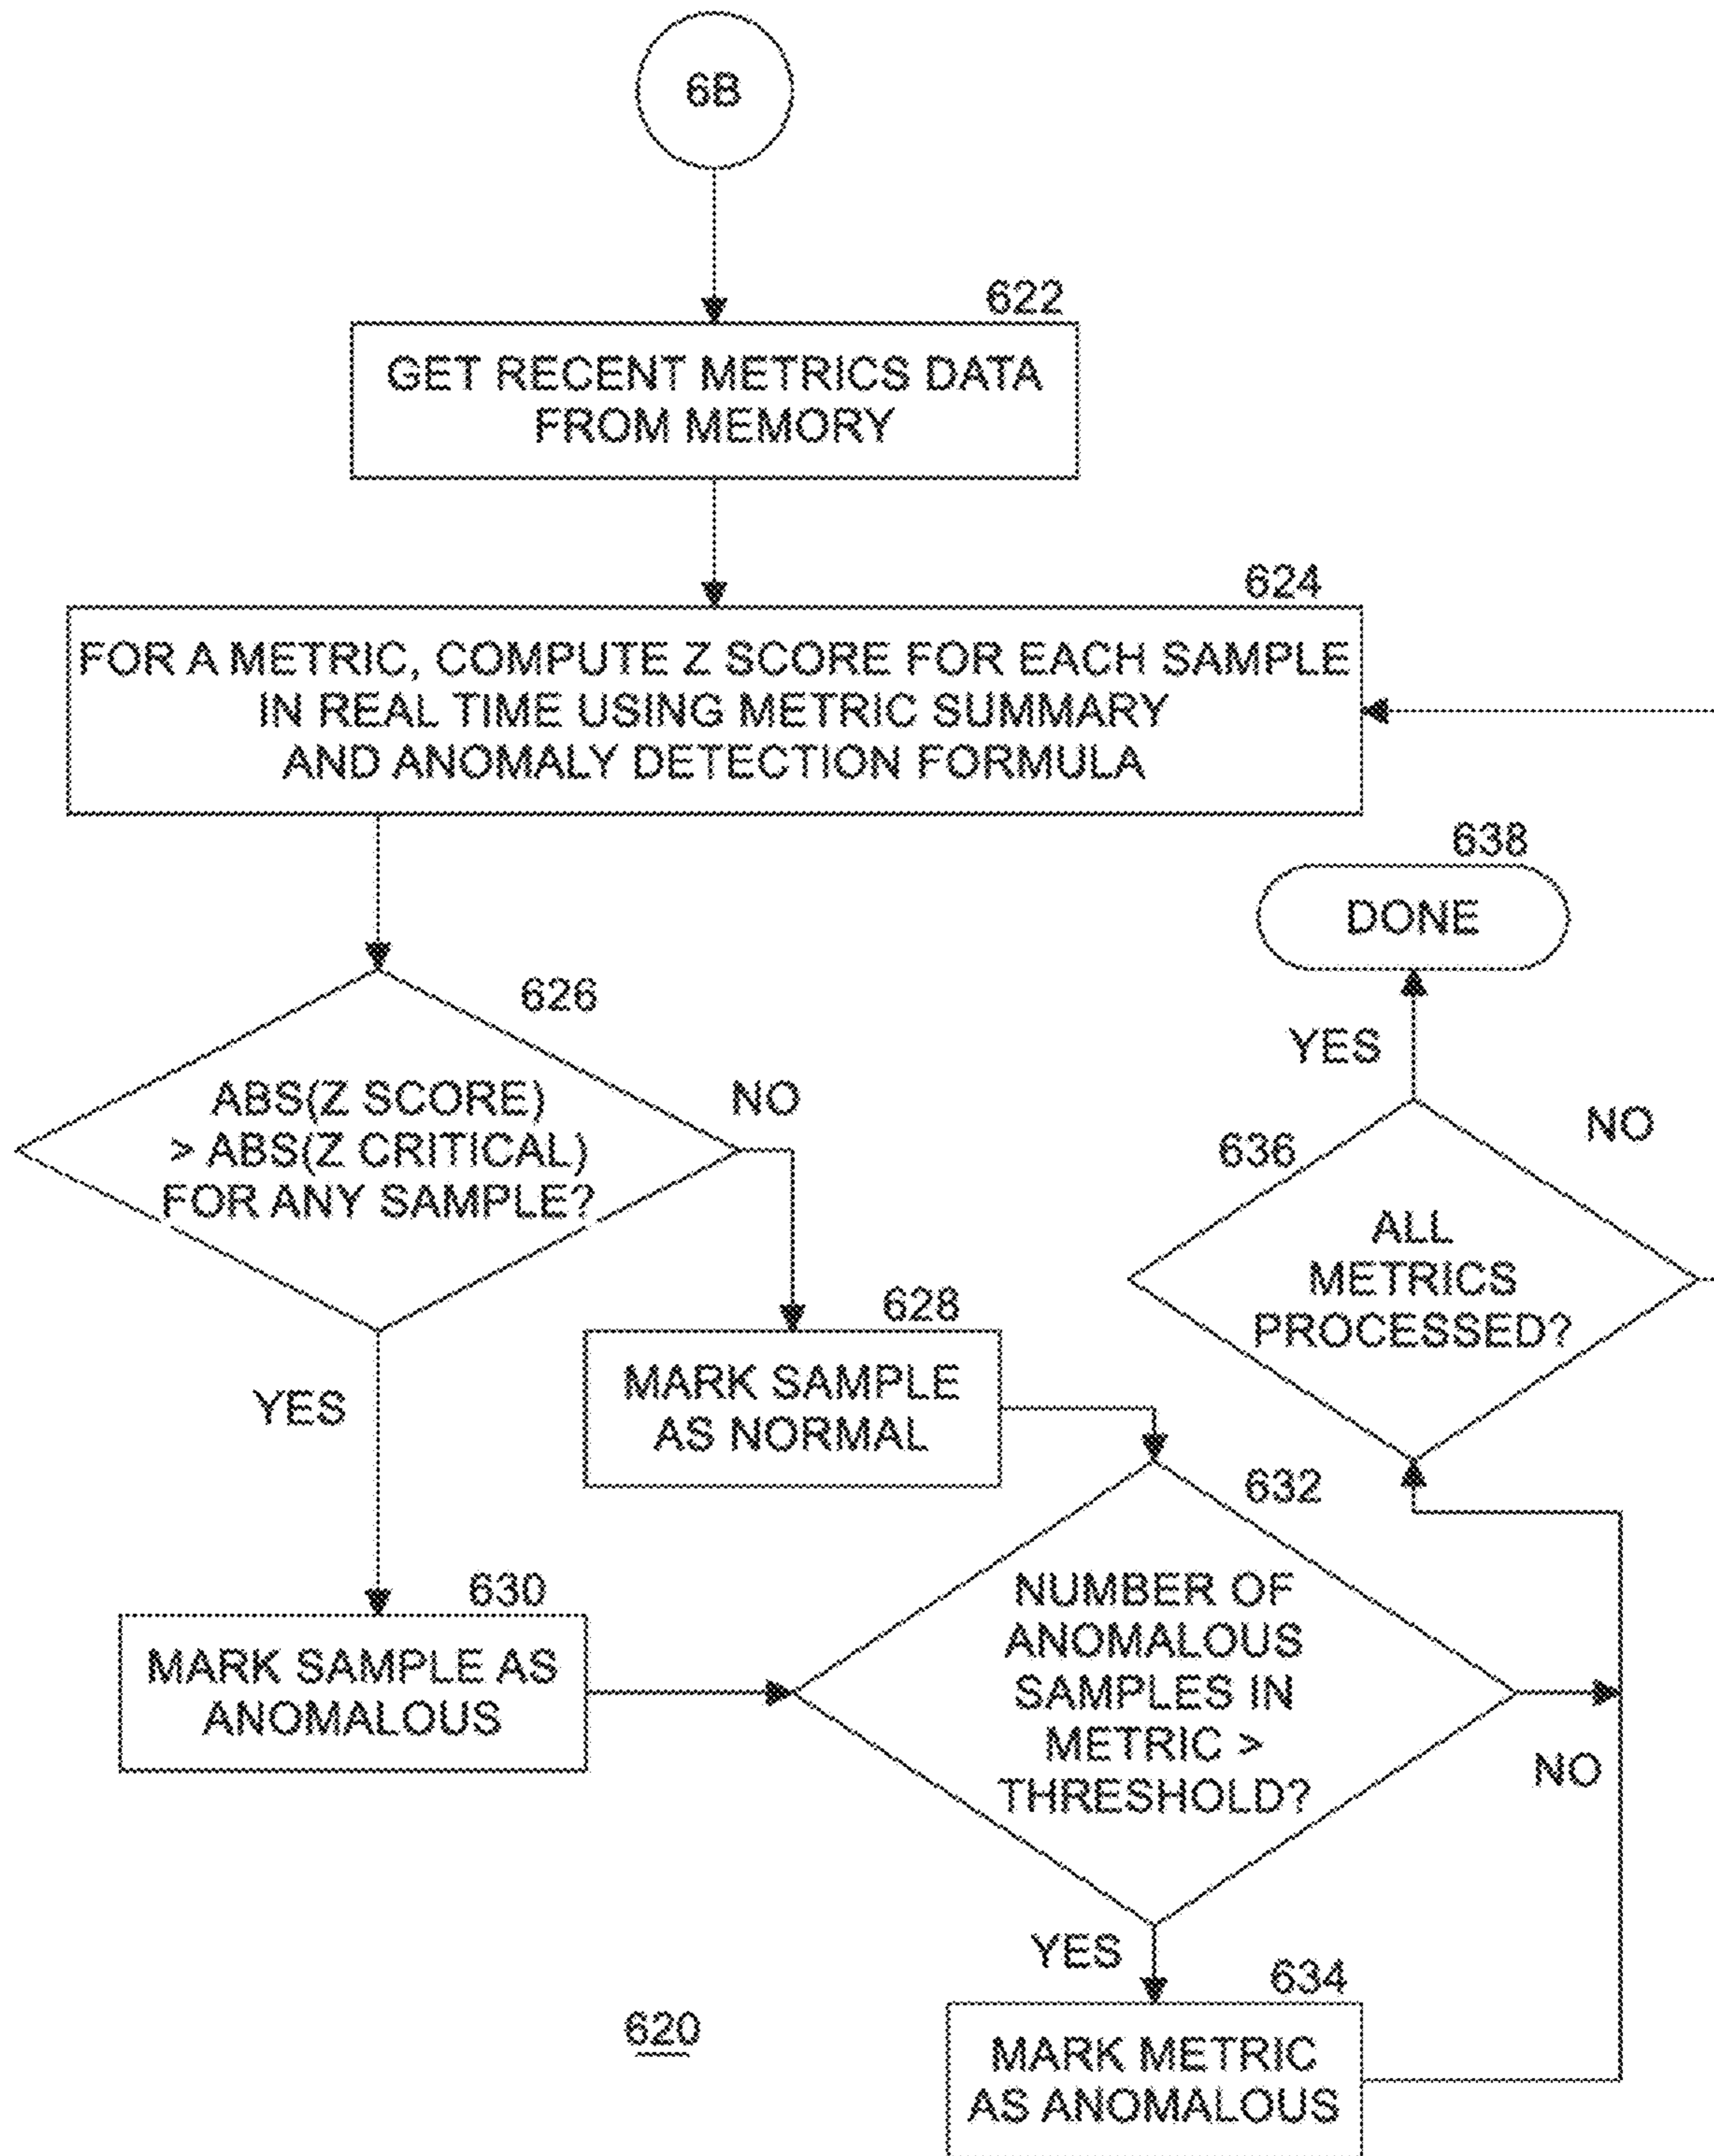 6B
622
GET RECENT METRICS DATA
FROM MEMORY
624
FOR A METRIC, COMPUTE Z SCORE FOR EACH SAMPLE
IN REAL TIME USING METRIC SUMMARY
AND ANOMALY DETECTION FORMULA
638
DONE
626
YES
ABS(Z SCORE)
> ABS(Z CRITICAL)
FOR ANY SAMPLE?
NO
636
NO
ALL
METRICS
PROCESSED?
628
MARK SAMPLE
AS NORMAL
YES
632
630
MARK SAMPLE AS
ANOMALOUS
NUMBER OF
ANOMALOUS
SAMPLES IN
METRIC >
THRESHOLD?
NO
YES
634
MARK METRIC
AS ANOMALOUS
620